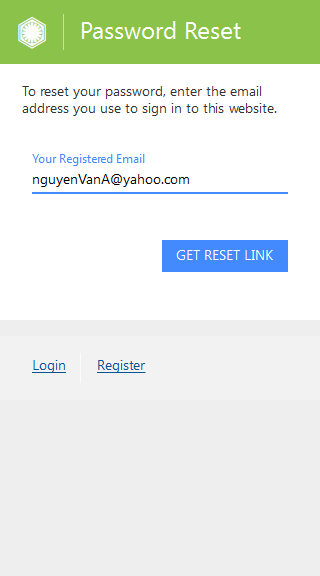 Password Reset
To reset your password, enter the email
address you use to sign in to this website.
Your Registered Email
nguyenVanA@yahoo.com
GET RESET LINK
Login
Register